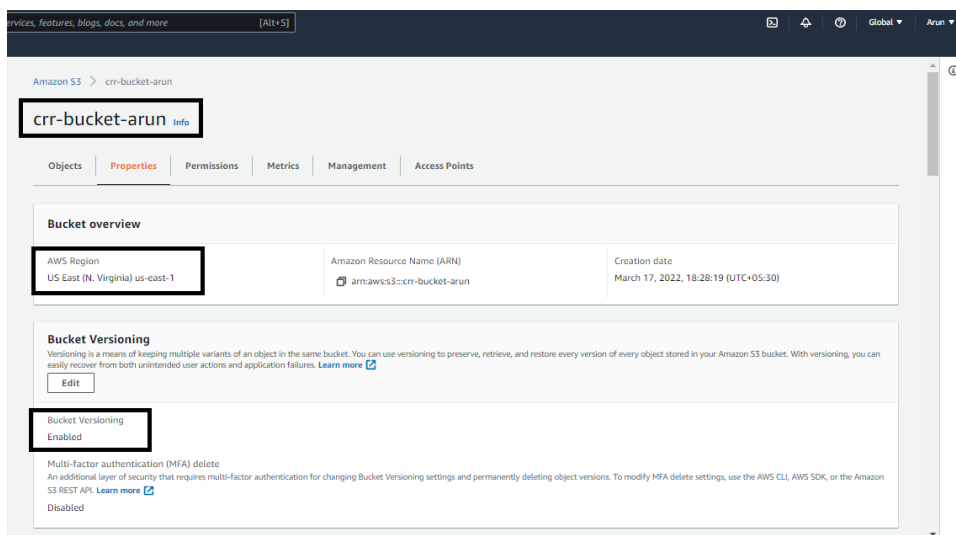 ervices, features, blogs, docs, and more [Alt+S] Global Arun
Amazon S3 > crr-bucket-arun
crr-bucket-arun Info
Objects Properties Permissions Metrics Management Access Points
Bucket overview
AWS Region Amazon Resource Name (ARN) Creation date
US East (N. Virginia) us-east-1 arn:aws:s3:::crr-bucket-arun March 17, 2022, 18:28:19 (UTC+05:30)
Bucket Versioning
Versioning is a means of keeping multiple variants of an object in the same bucket. You can use versioning to preserve, retrieve, and restore every version of every object stored in your Amazon S3 bucket. With versioning, you can
easily recover from both unintended user actions and application failures. Learn more
Edit
Bucket Versioning
Enabled
Multi-factor authentication (MFA) delete
An additional layer of security that requires multi-factor authentication for changing Bucket Versioning settings and permanently deleting object versions. To modify MFA delete settings, use the AWS CLI, AWS SDK, or the Amazon
S3 REST API. Learn more
Disabled